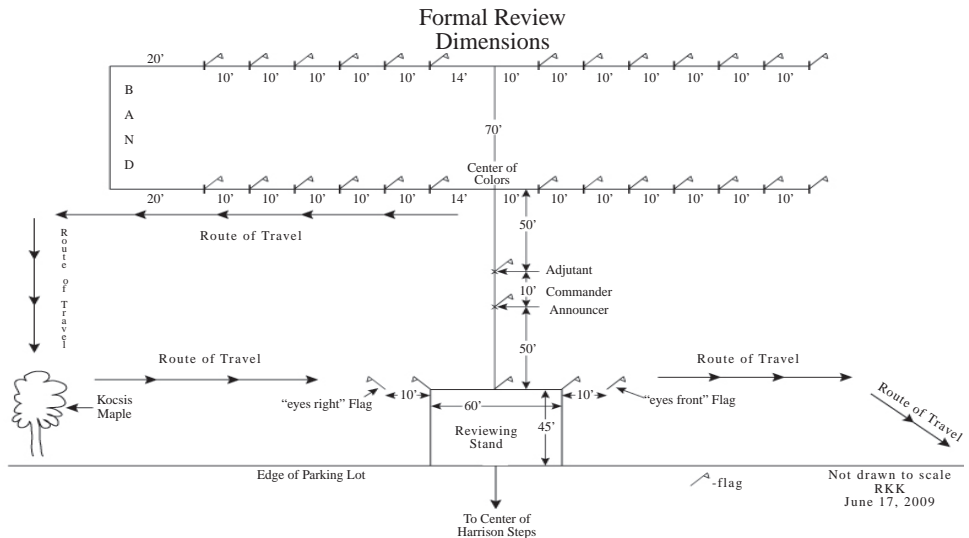 Formal Review
Dimensions
20’
10’ 10’ 10’ 10’ 10’ 14’ 10’ 10’ 10’ 10’ 10’ 10’ 10’
B
A
N
D
70’
Center of
Colors
20’ 10’ 10’ 10’ 10’ 10’ 14’ 10’ 10’ 10’ 10’ 10’ 10’ 10’
50’
Route of Travel
Route of Travel
Adjutant
10’ Commander
Announcer
50’
Route of Travel
Route of Travel
Kocsis
Maple
“eyes right” Flag
10’
60’
10’
“eyes front” Flag
Route of Travel
Reviewing
Stand
45’
Edge of Parking Lot
-flag
Not drawn to scale
RKK
June 17, 2009
To Center of
Harrison Steps